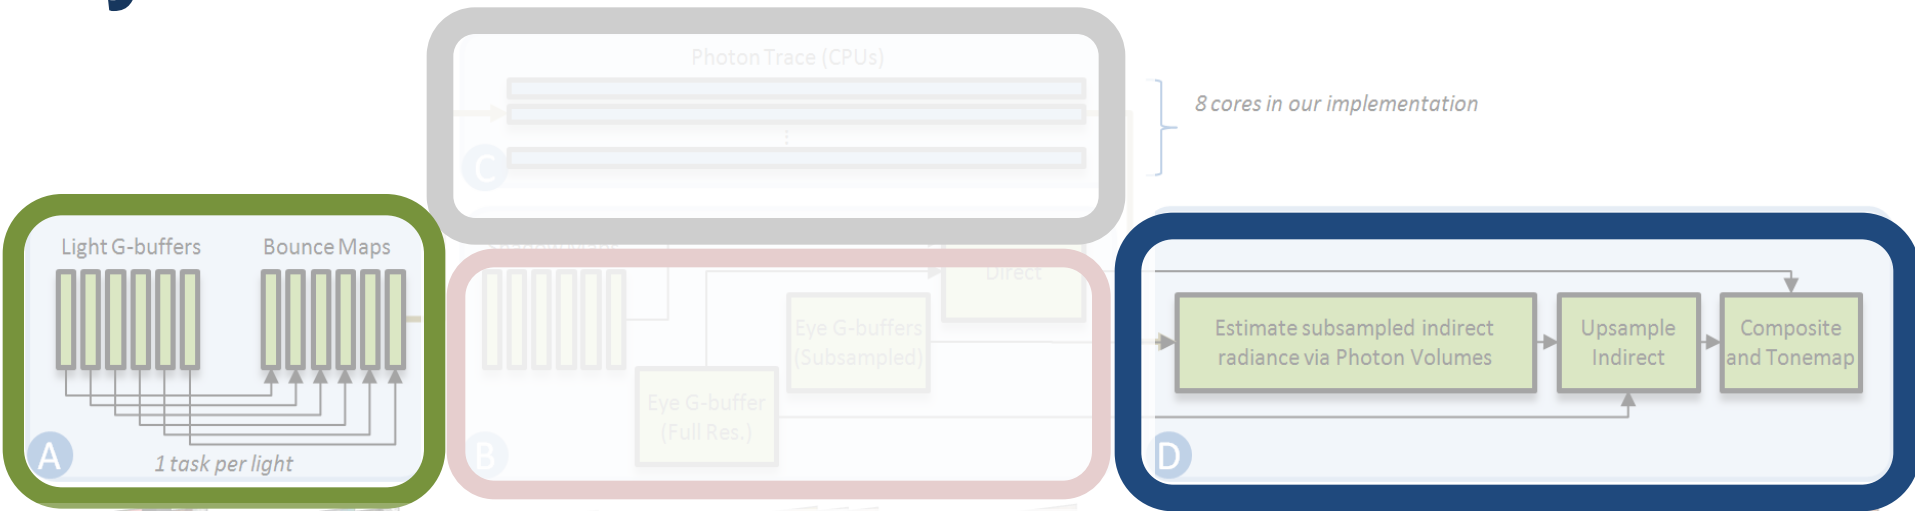 Photon Trace (CPUs)
8 cores in our implementation
C
Light G-buffers
Bounce Maps
1 task per light
A
Direct
Eye G-buffers
(Subsampled)
Eye G-buffer
(Full Res.)
B
Estimate subsampled indirect
radiance via Photon Volumes
Upsample
Indirect
Composite
and Tonemap
D